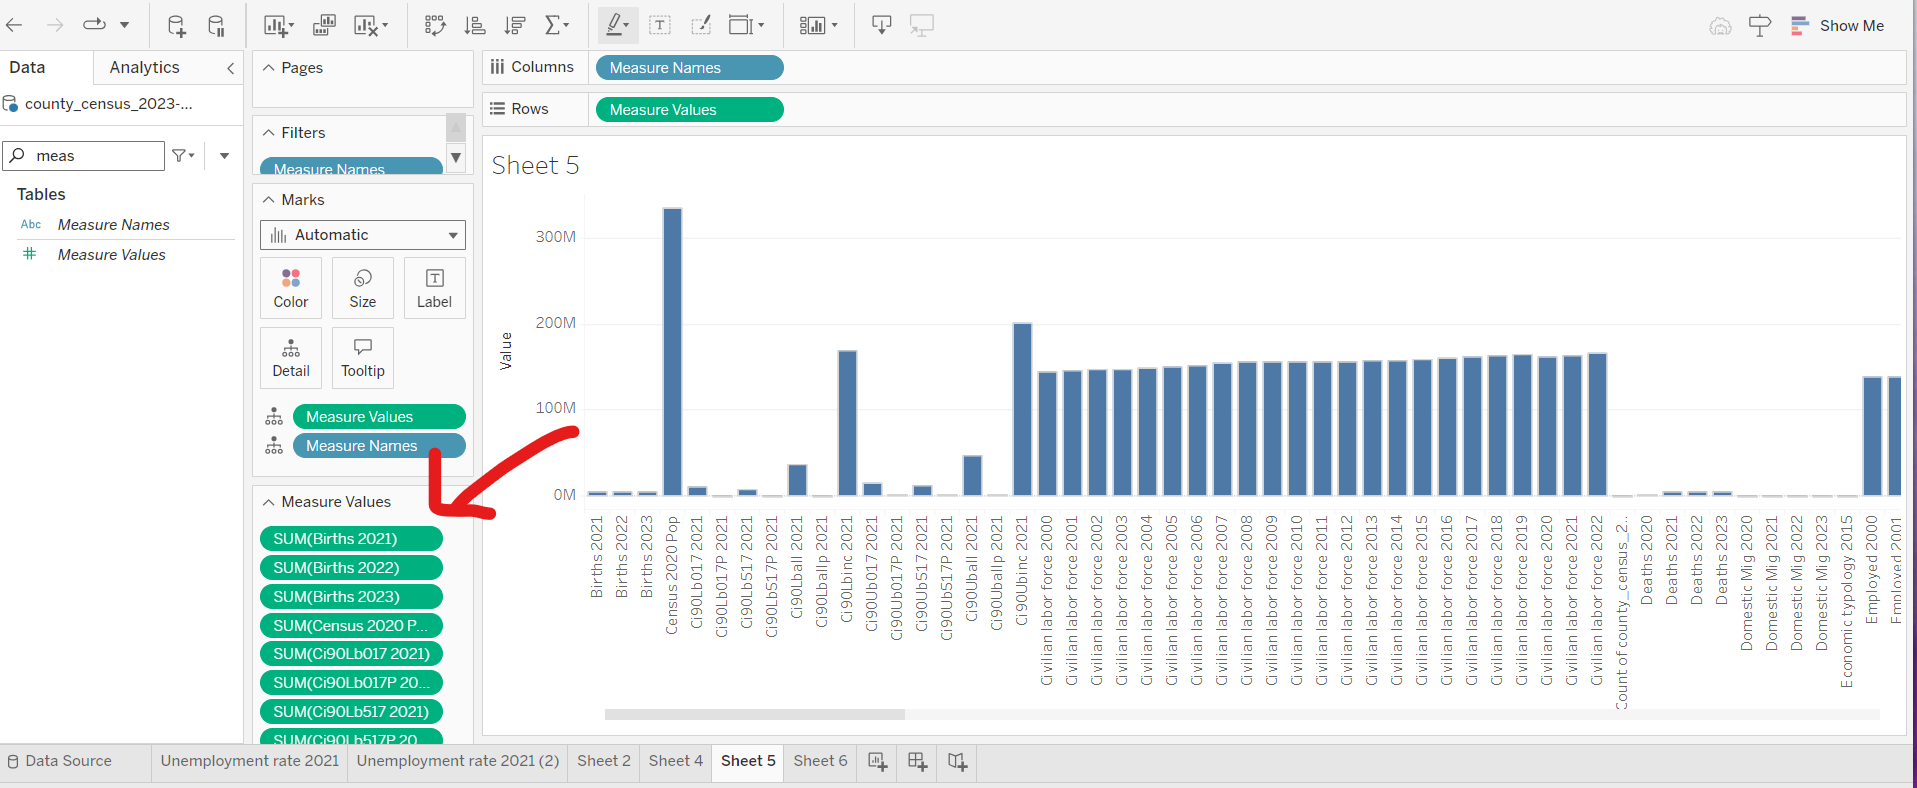 Show Me
Data
Analytics
county_census_2023-...
meas
Tables
Abc
Measure Names
Measure Values
Pages
Filters
Measure Names
Marks
Automatic
Color
Size
T
Label
Detail
Tooltip
Measure Values
Measure Names
Measure Values
SUM(Births 2021)
SUM(Births 2022)
SUM(Births 2023)
SUM(Census 2020 P...
SUM(Ci90Lb017 2021)
SUM(Ci90Lb017P 20...
SUM(Ci90Lb517 2021)
SUM(Ci90Lb517P 20
Columns
Measure Names
Rows
Measure Values
Sheet 5
Value
300M
200M
100M
0M
Births 2021
Births 2022
Births 2023
Census 2020 Pop
Ci90Lb017 2021
Ci90Lb017P 2021
Ci90Lb517 2021
Ci90Lb517P 2021
Ci90Lball 2021
Ci90Lballp 2021
Ci90Lbinc 2021
Ci90Ub017 2021
Ci90Ub017P 2021
Ci90Ub517 2021
Ci90Ub517P 2021
Ci90Uball 2021
Ci90Uballp 2021
Ci90Ubinc 2021
Civilian labor force 2000
Civilian labor force 2001
Civilian labor force 2002
Civilian labor force 2003
Civilian labor force 2004
Civilian labor force 2005
Civilian labor force 2006
Civilian labor force 2007
Civilian labor force 2008
Civilian labor force 2009
Civilian labor force 2010
Civilian labor force 2011
Civilian labor force 2012
Civilian labor force 2013
Civilian labor force 2014
Civilian labor force 2015
Civilian labor force 2016
Civilian labor force 2017
Civilian labor force 2018
Civilian labor force 2019
Civilian labor force 2020
Civilian labor force 2021
Civilian labor force 2022
Count of county_census_2...
Deaths 2020
Deaths 2021
Deaths 2022
Deaths 2023
Domestic Mig 2020
Domestic Mig 2021
Domestic Mig 2022
Domestic Mig 2023
Economic typology 2015
Employed 2000
Employed 2001
Data Source
Unemployment rate 2021
Unemployment rate 2021 (2)
Sheet 2
Sheet 4
Sheet 5
Sheet 6